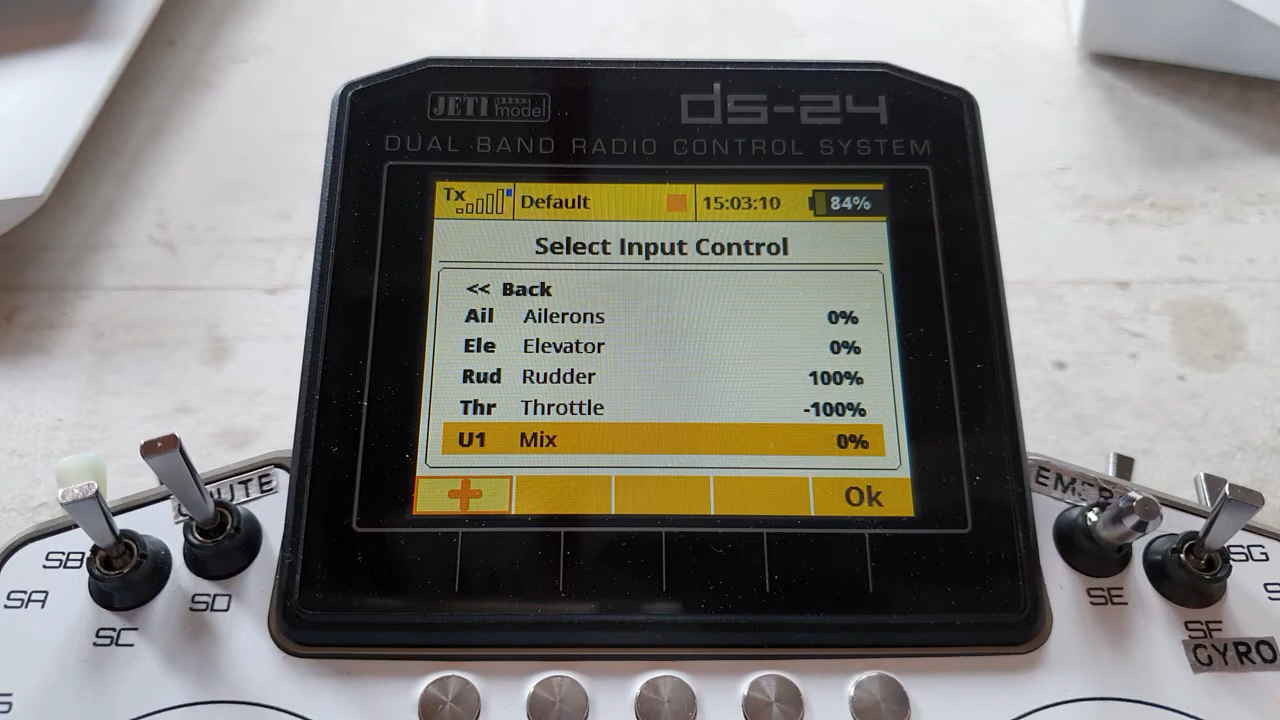 JETI model
ds-24
DUAL BAND RADIO CONTROL SYSTEM
Tx Default 15:03:10 84%
Select Input Control
<< Back
Ail Ailerons 0%
Ele Elevator 0%
Rud Rudder 100%
Thr Throttle -100%
U1 Mix 0%
+ Ok
SB
SA
SD
SC
SE
SG
SF
GYRO